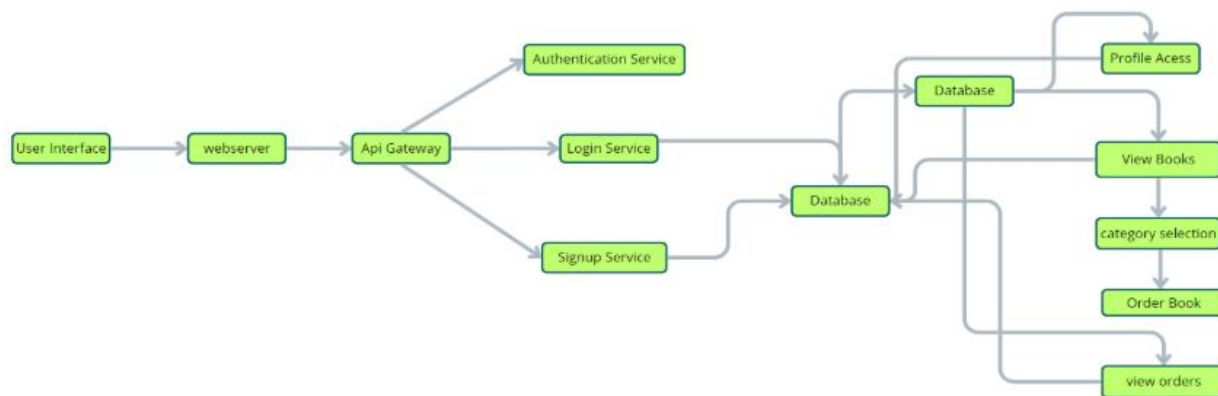 User Interface
webserver
Api Gateway
Authentication Service
Login Service
Signup Service
Database
Database
Profile Acess
View Books
category selection
Order Book
view orders